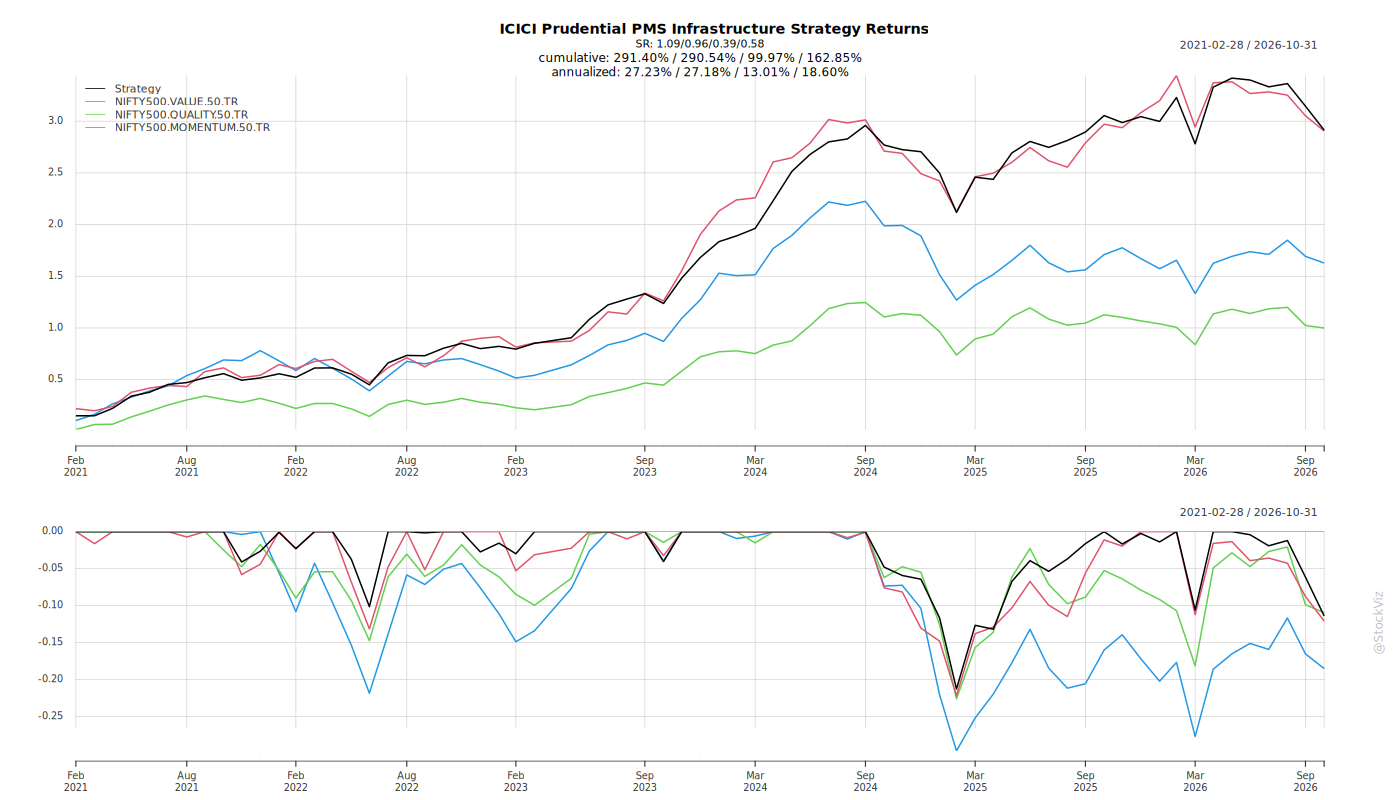 ICICI Prudential PMS Infrastructure Strategy Returns
SR: 1.09/0.96/0.39/0.58
cumulative: 291.40% / 290.54% / 99.97% / 162.85%
annualized: 27.23% / 27.18% / 13.01% / 18.60%
2021-02-28 / 2026-10-31
Strategy
NIFTY500.VALUE.50.TR
NIFTY500.QUALITY50.TR
NIFTY500.MOMENTUM.50.TR
3.0
2.5
2.0
1.5
1.0
0.5
Feb 2021 Aug 2021 Feb 2022 Aug 2022 Feb 2023 Sep 2023 Mar 2024 Sep 2024 Mar 2025 Sep 2025 Mar 2026 Sep 2026
2021-02-28 / 2026-10-31
0.00
-0.05
-0.10
-0.15
-0.20
-0.25
Feb 2021 Aug 2021 Feb 2022 Aug 2022 Feb 2023 Sep 2023 Mar 2024 Sep 2024 Mar 2025 Sep 2025 Mar 2026 Sep 2026
@StockViz